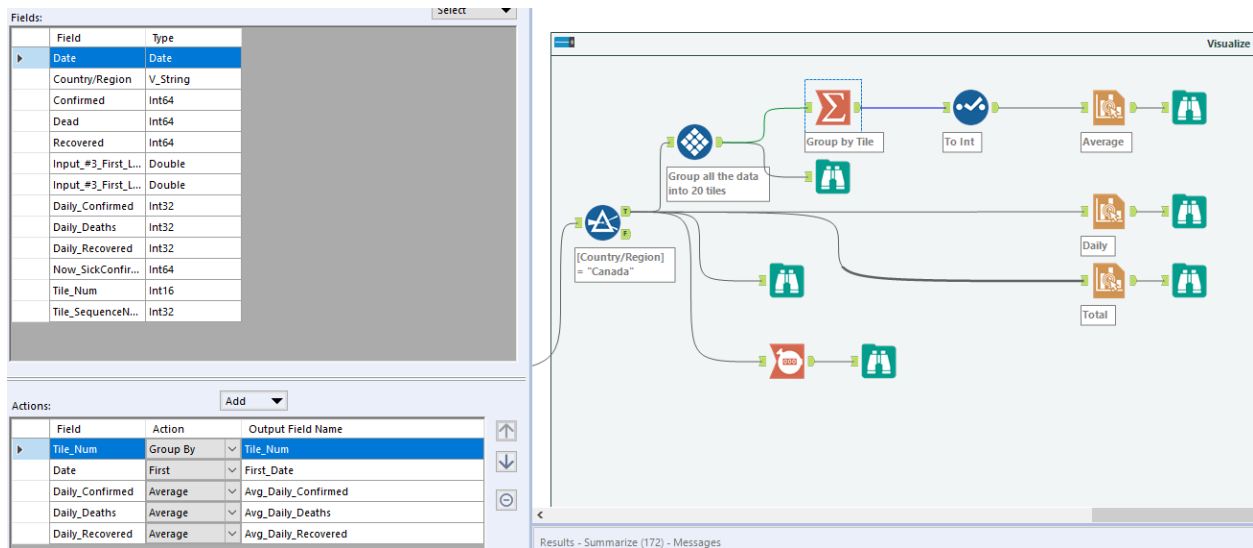 Fields:
Select
Field Type
Date Date
Country/Region V_String
Confirmed Int64
Dead Int64
Recovered Int64
Input_#3_First_L... Double
Input_#3_First_L... Double
Daily_Confirmed Int32
Daily_Deaths Int32
Daily_Recovered Int32
Now_SickConfir... Int64
Tile_Num Int16
Tile_SequenceN... Int32
Actions:
Add
Field Action Output Field Name
Tile_Num Group By Tile_Num
Date First First_Date
Daily_Confirmed Average Avg_Daily_Confirmed
Daily_Deaths Average Avg_Daily_Deaths
Daily_Recovered Average Avg_Daily_Recovered
Visualize
Group by Tile
To Int
Average
Group all the data
into 20 tiles
T
F
[Country/Region]
= "Canada"
Daily
Total
Results - Summarize (172) - Messages